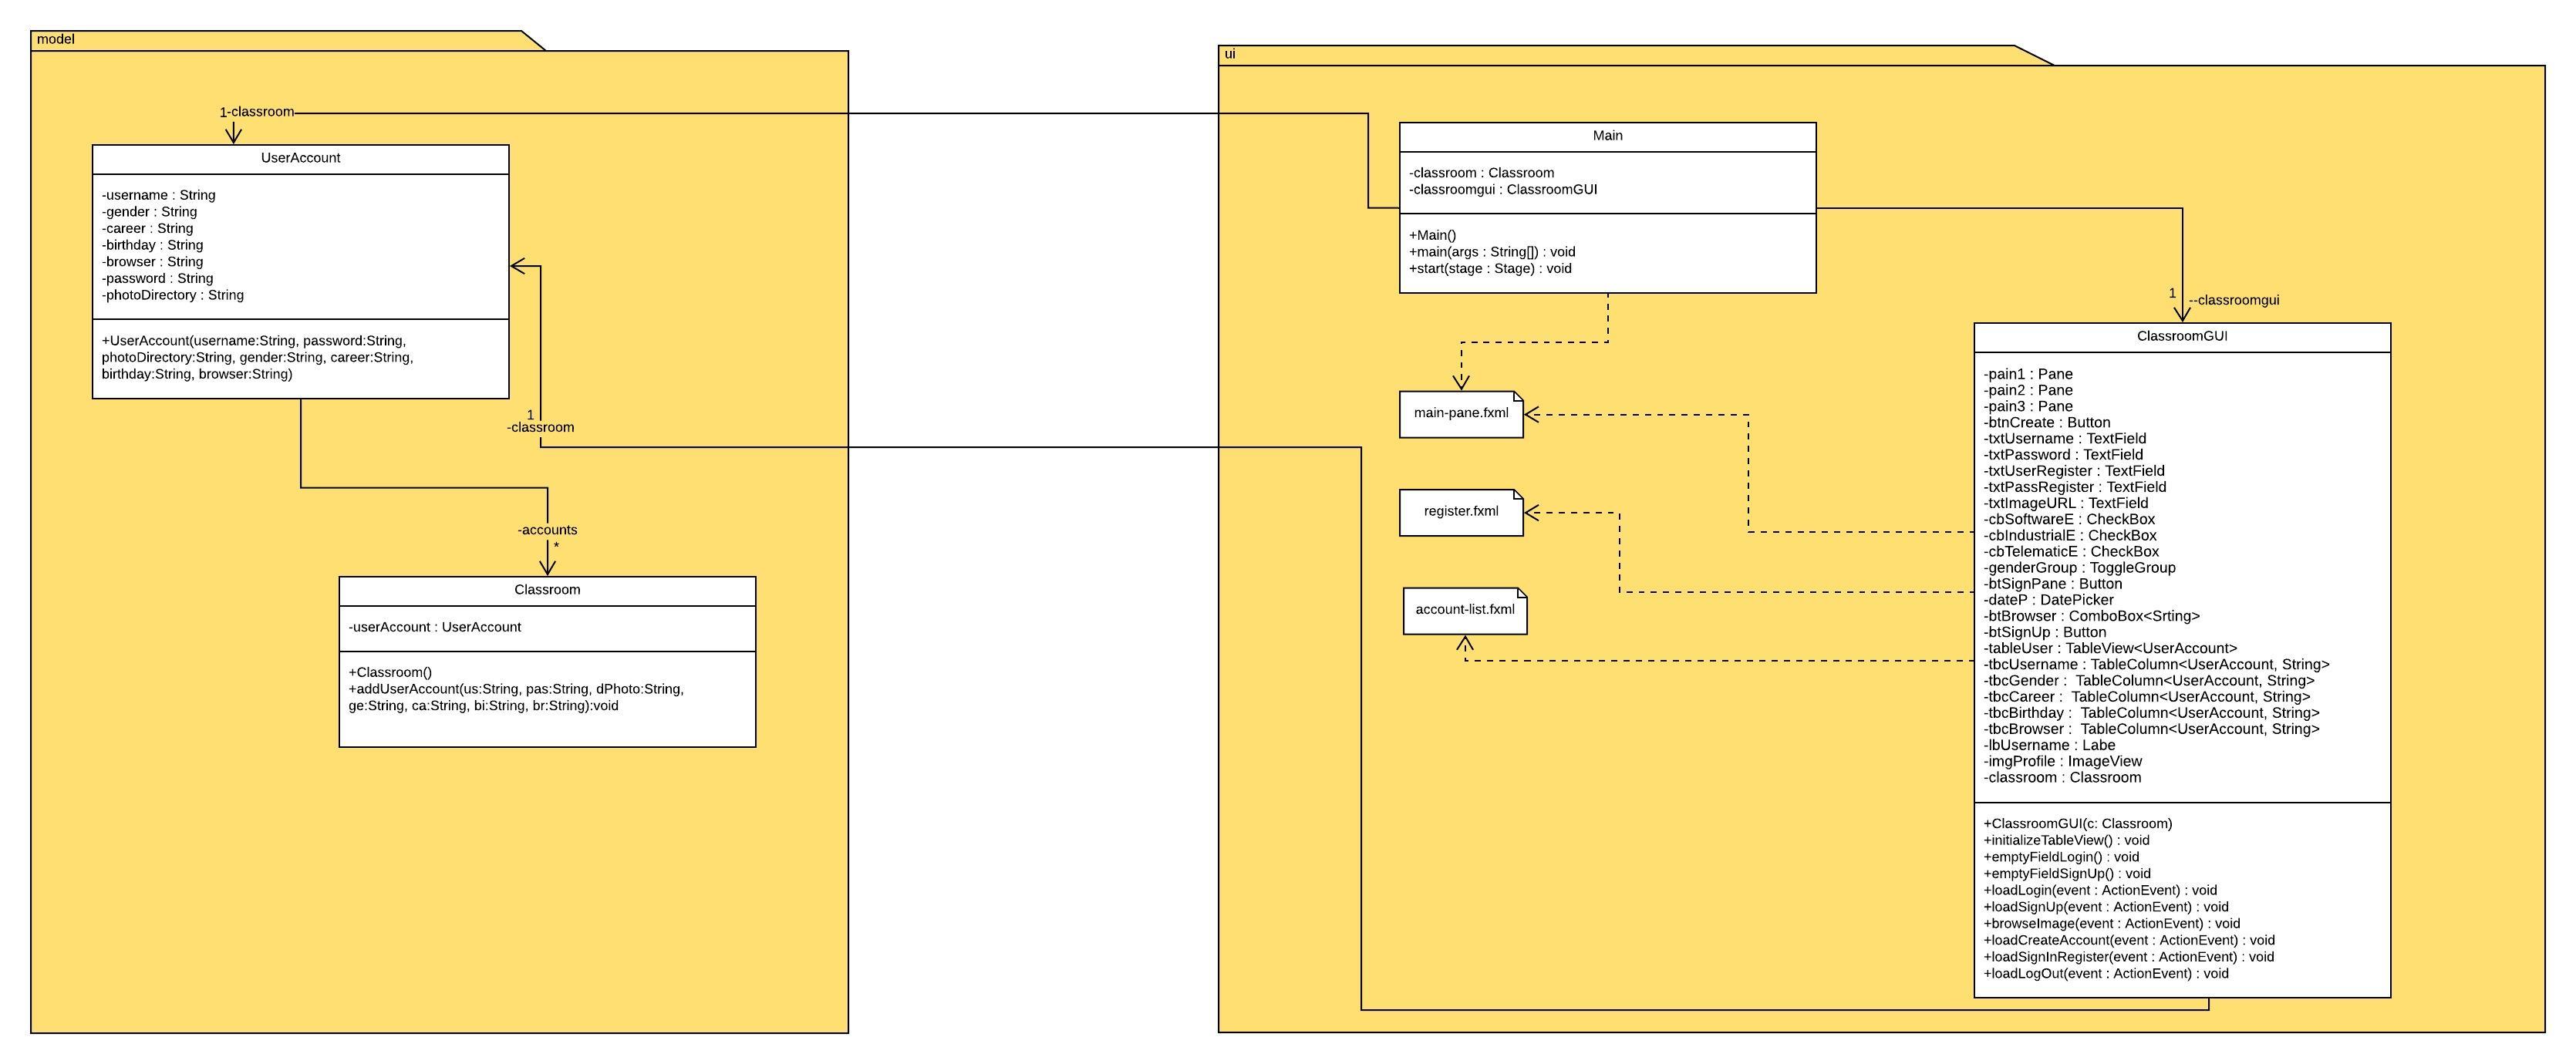 model
1-classroom
UserAccount
-username : String
-gender : String
-career : String
-birthday : String
-browser : String
-password : String
-photoDirectory : String
+UserAccount(username:String, password:String,
photoDirectory:String, gender:String, career:String,
birthday:String, browser:String)
1
-classroom
-accounts
*
Classroom
-userAccount : UserAccount
+Classroom()
+addUserAccount(us:String, pas:String, dPhoto:String,
ge:String, ca:String, bi:String, br:String):void
ui
Main
-classroom : Classroom
-classroomgui : ClassroomGUI
+Main()
+main(args : String[]) : void
+start(stage : Stage) : void
1
--classroomgui
main-pane.fxml
register.fxml
account-list.fxml
ClassroomGUI
-pain1 : Pane
-pain2 : Pane
-pain3 : Pane
-btnCreate : Button
-txtUsername : TextField
-txtPassword : TextField
-txtUserRegister : TextField
-txtPassRegister : TextField
-txtImageURL : TextField
-cbSoftwareE : CheckBox
-cbIndustrialE : CheckBox
-cbTelematicE : CheckBox
-genderGroup : ToggleGroup
-btSignPane : Button
-dateP : DatePicker
-btBrowser : ComboBox<Srting>
-btSignUp : Button
-tableUser : TableView<UserAccount>
-tbcUsername : TableColumn<UserAccount, String>
-tbcGender :  TableColumn<UserAccount, String>
-tbcCareer :  TableColumn<UserAccount, String>
-tbcBirthday :  TableColumn<UserAccount, String>
-tbcBrowser :  TableColumn<UserAccount, String>
-lbUsername : Labe
-imgProfile : ImageView
-classroom : Classroom
+ClassroomGUI(c: Classroom)
+initializeTableView() : void
+emptyFieldLogin() : void
+emptyFieldSignUp() : void
+loadLogin(event : ActionEvent) : void
+loadSignUp(event : ActionEvent) : void
+browseImage(event : ActionEvent) : void
+loadCreateAccount(event : ActionEvent) : void
+loadSignInRegister(event : ActionEvent) : void
+loadLogOut(event : ActionEvent) : void